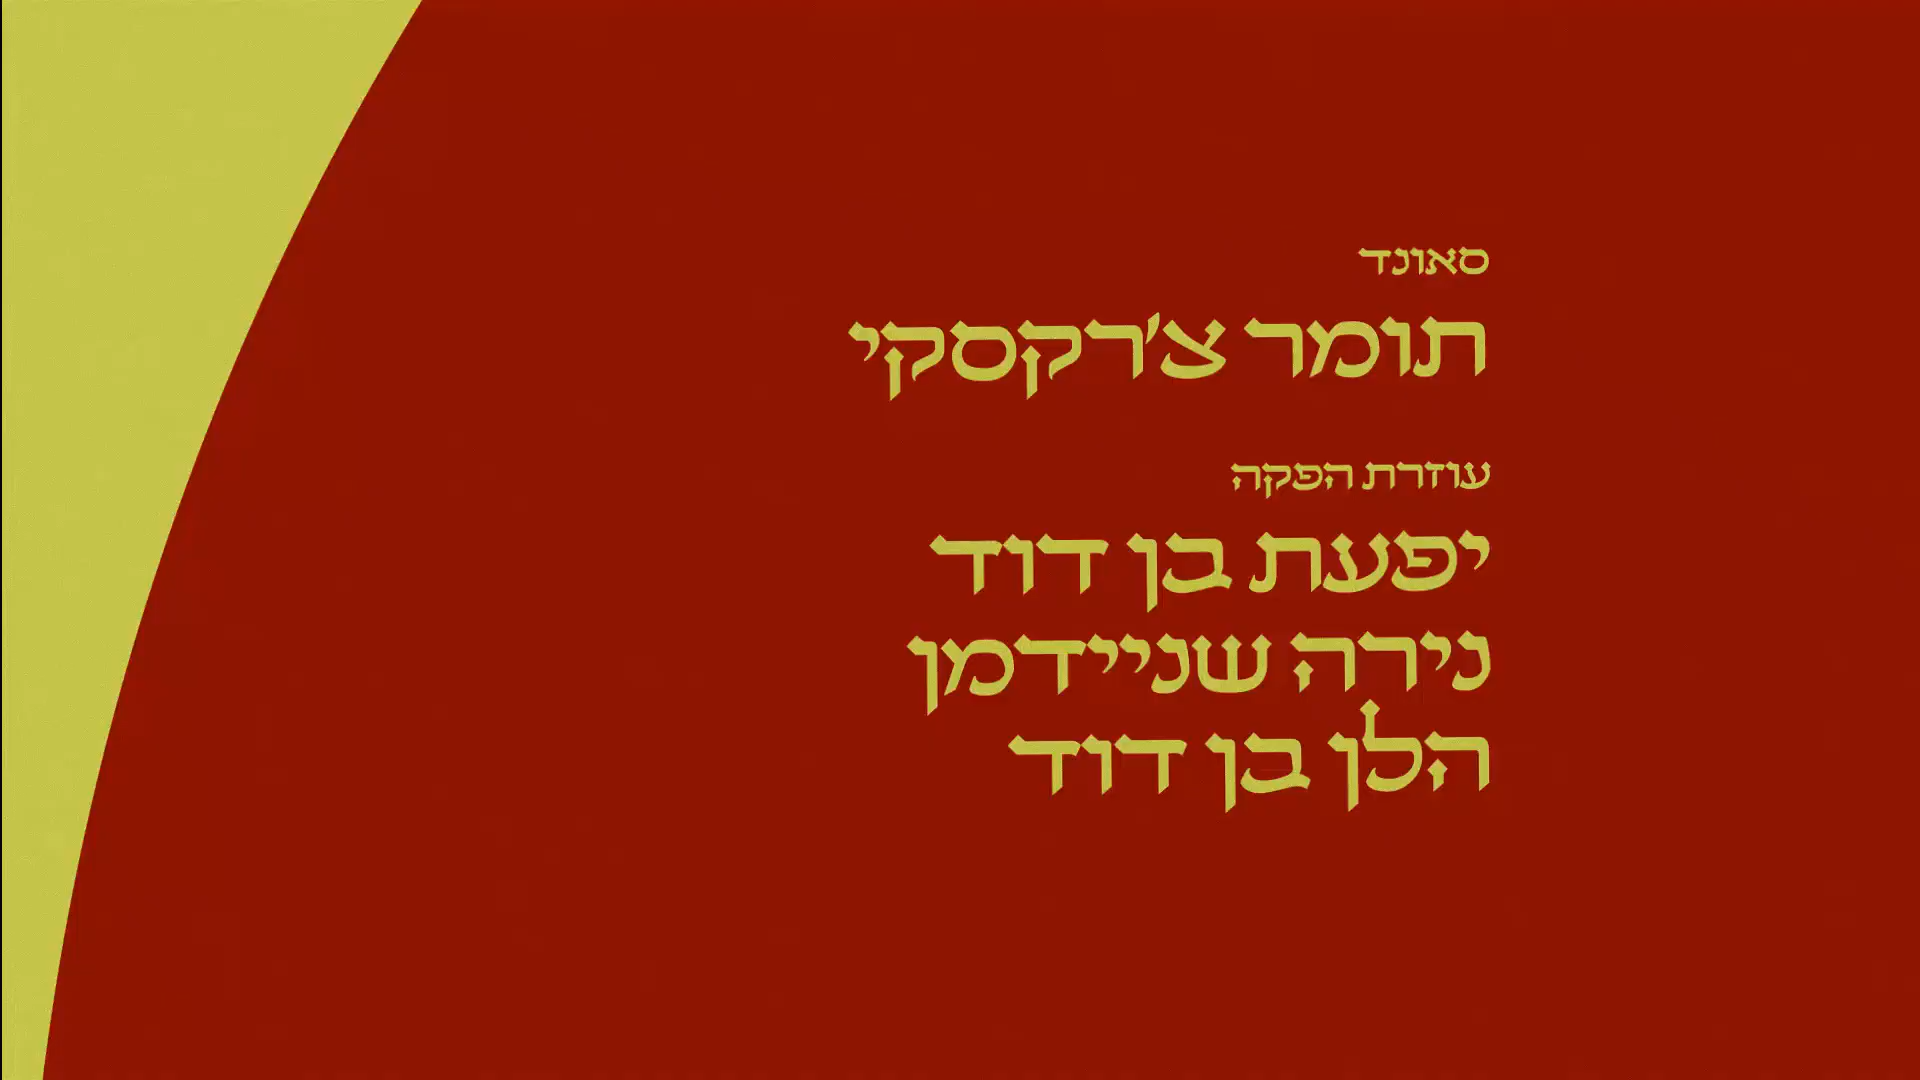 סאונד
תומר צ'רקסקי
עוזרת הפקה
יפעת בן דוד
נירה שניידמן
הלן בן דוד